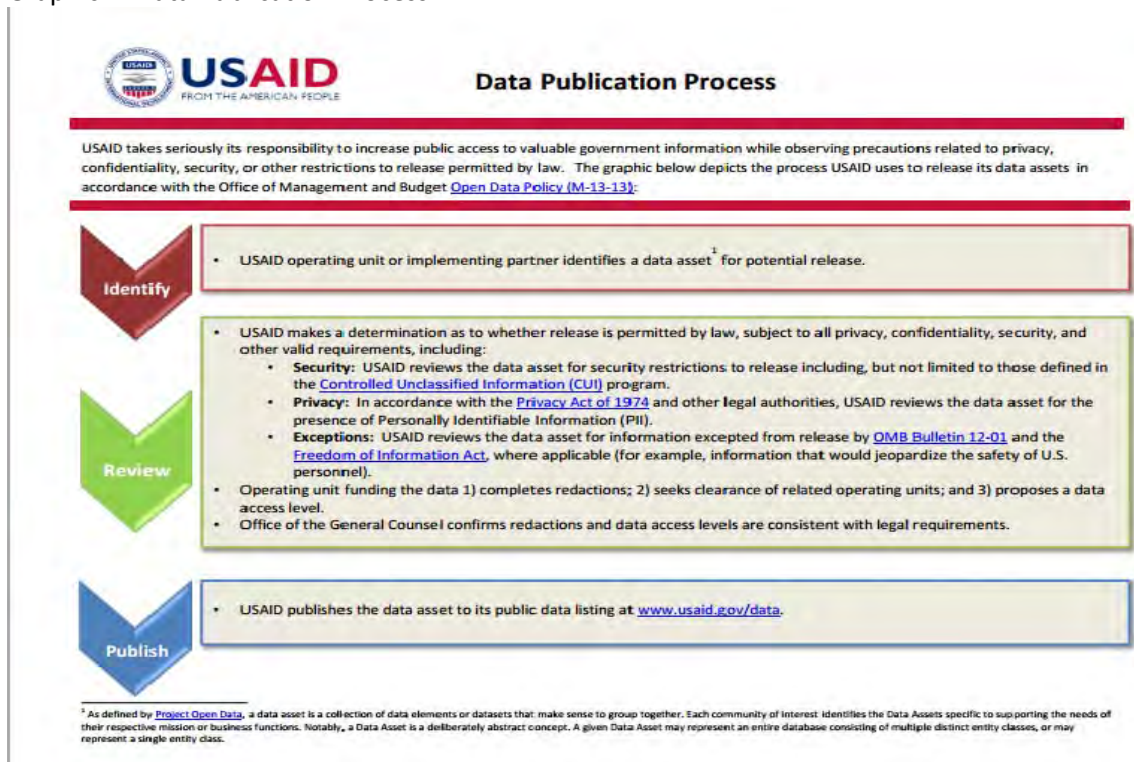 USAID
FROM THE AMERICAN PEOPLE
Data Publication Process
USAID takes seriously its responsibility to increase public access to valuable government information while observing precautions related to privacy,
confidentiality, security, or other restrictions to release permitted by law. The graphic below depicts the process USAID uses to release its data assets in
accordance with the Office of Management and Budget Open Data Policy (M-13-13):
Identify
• USAID operating unit or implementing partner identifies a data asset1 for potential release.
Review
• USAID makes a determination as to whether release is permitted by law, subject to all privacy, confidentiality, security, and
other valid requirements, including:
• Security: USAID reviews the data asset for security restrictions to release including, but not limited to those defined in
the Controlled Unclassified Information (CUI) program.
• Privacy: In accordance with the Privacy Act of 1974 and other legal authorities, USAID reviews the data asset for the
presence of Personally Identifiable Information (PII).
• Exceptions: USAID reviews the data asset for information excepted from release by OMB Bulletin 12-01 and the
Freedom of Information Act, where applicable (for example, information that would jeopardize the safety of U.S.
personnel).
• Operating unit funding the data 1) completes redactions; 2) seeks clearance of related operating units; and 3) proposes a data
access level.
• Office of the General Counsel confirms redactions and data access levels are consistent with legal requirements.
Publish
• USAID publishes the data asset to its public data listing at www.usaid.gov/data.
1 As defined by Project Open Data, a data asset is a collection of data elements or datasets that make sense to group together. Each community of interest identifies the Data Assets specific to supporting the needs of
their respective mission or business functions. Notably, a Data Asset is a deliberately abstract concept. A given Data Asset may represent an entire database consisting of multiple distinct entity classes, or may
represent a single entity class.